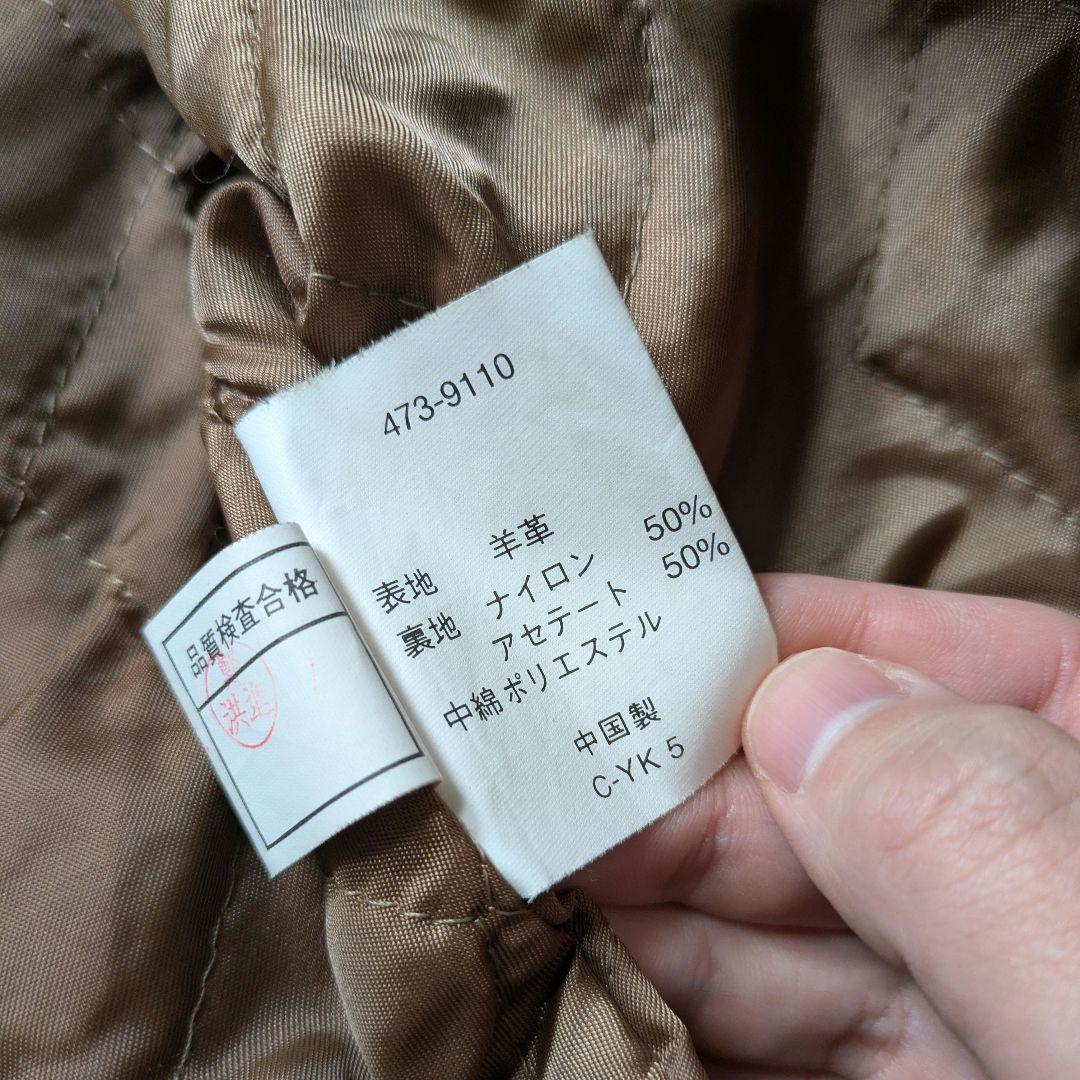 473-9110
表地 羊革
裏地 ナイロン 50%
アセテート 50%
中綿 ポリエステル
中国製
C-YK 5
品質検査合格
洪進